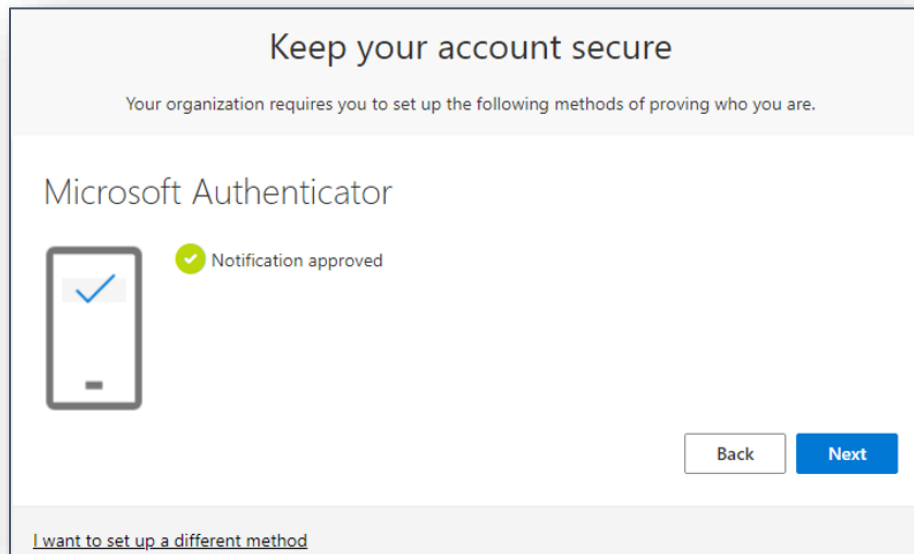 Keep your account secure
Your organization requires you to set up the following methods of proving who you are.
Microsoft Authenticator
Notification approved
Back
Next
I want to set up a different method